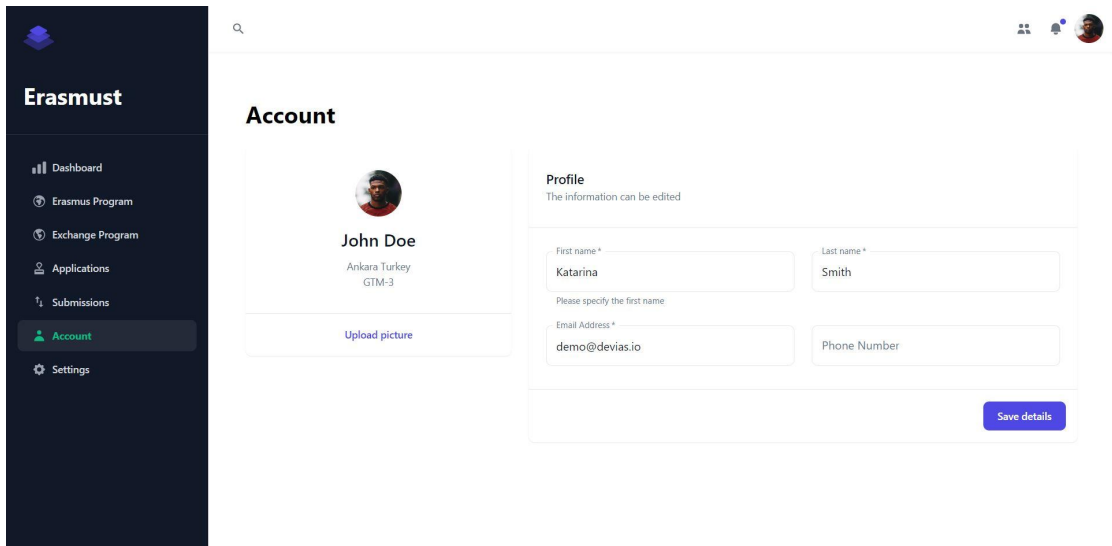 Erasmust
Dashboard
Erasmus Program
Exchange Program
Applications
Submissions
Account
Settings
Account
John Doe
Ankara Turkey
GTM-3
Upload picture
Profile
The information can be edited
First name *
Katarina
Please specify the first name
Last name *
Smith
Email Address *
demo@devias.io
Phone Number
Save details